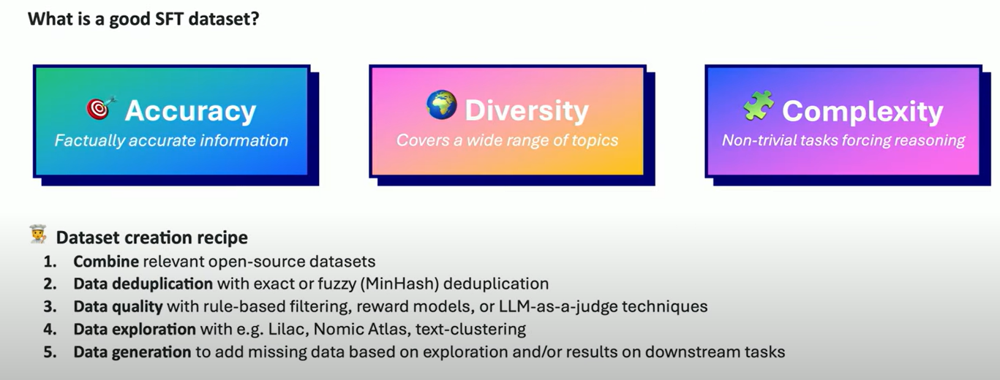 What is a good SFT dataset?
Accuracy
Factually accurate information
Diversity
Covers a wide range of topics
Complexity
Non-trivial tasks forcing reasoning
Dataset creation recipe
1. Combine relevant open-source datasets
2. Data deduplication with exact or fuzzy (MinHash) deduplication
3. Data quality with rule-based filtering, reward models, or LLM-as-a-judge techniques
4. Data exploration with e.g. Lilac, Nomic Atlas, text-clustering
5. Data generation to add missing data based on exploration and/or results on downstream tasks